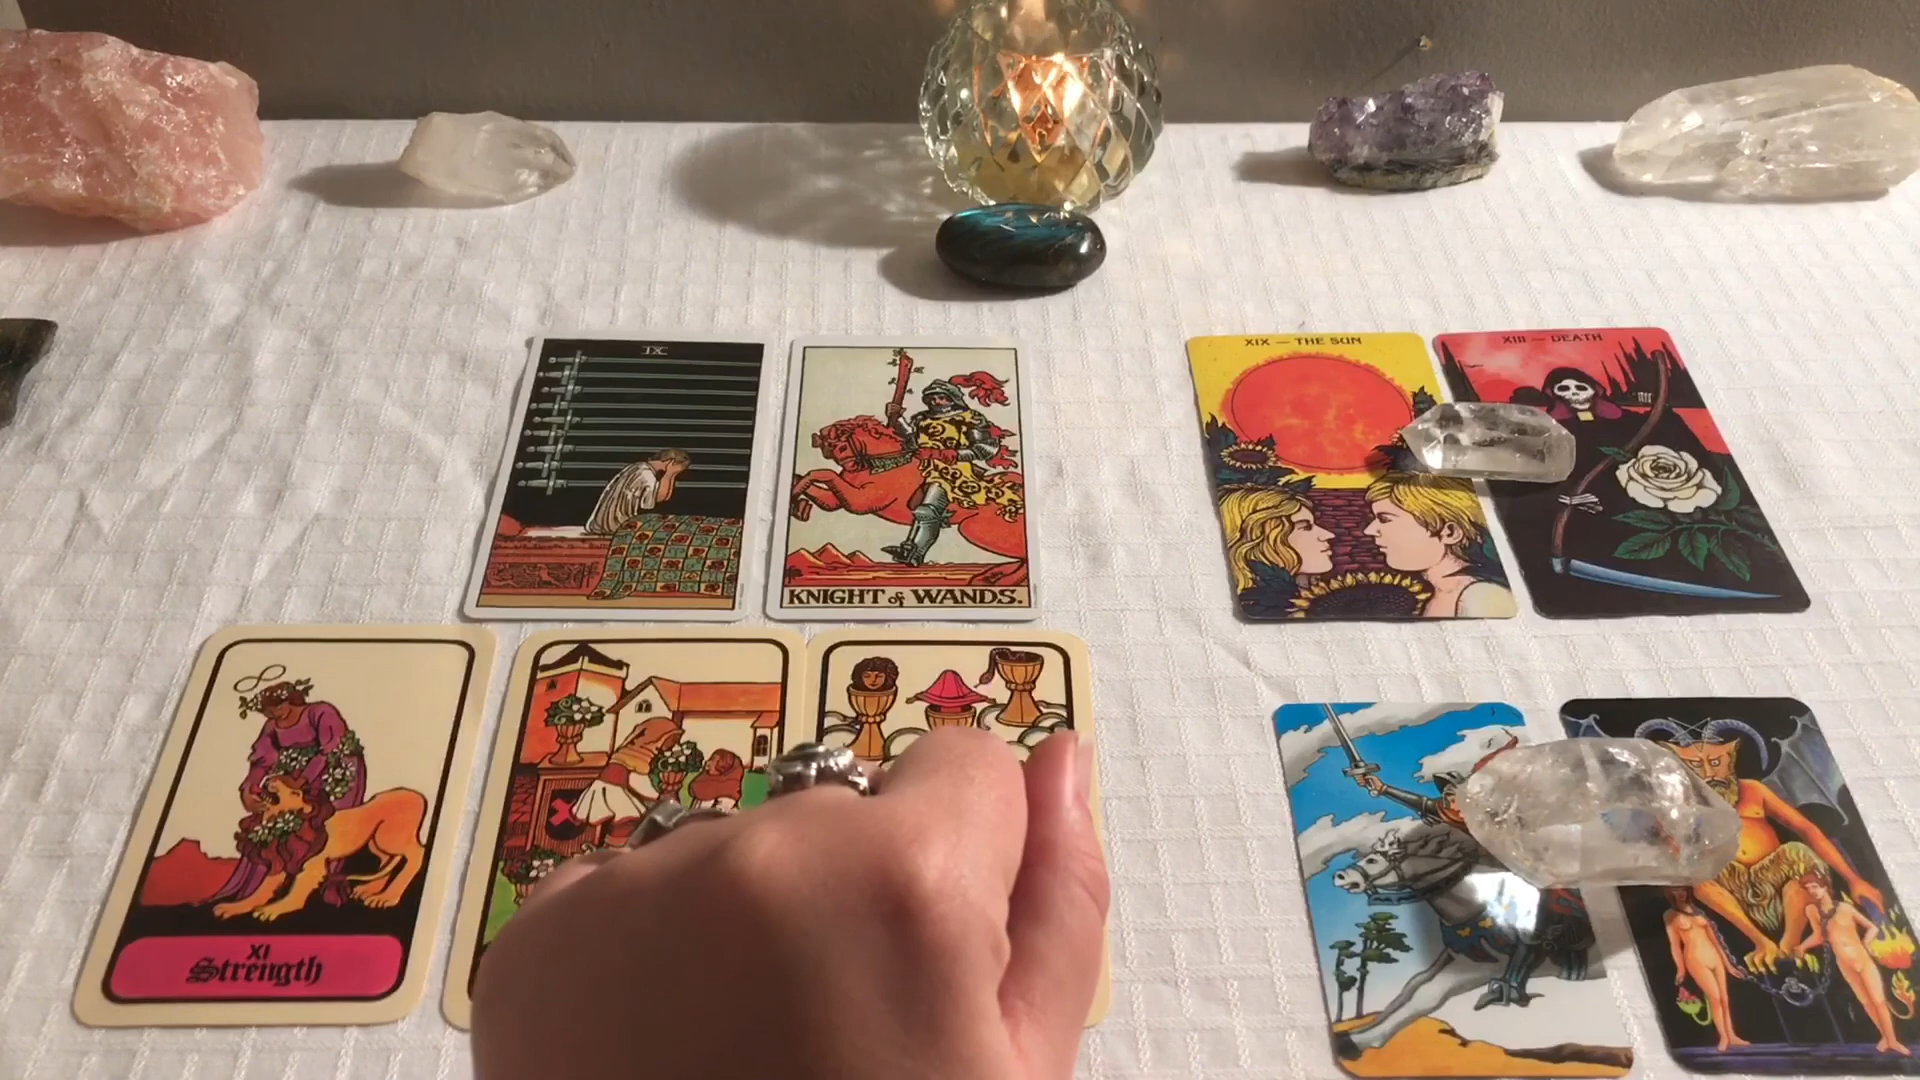 IX
KNIGHT of WANDS.
XIX — THE SUN
XIII — DEATH
XI
Strength